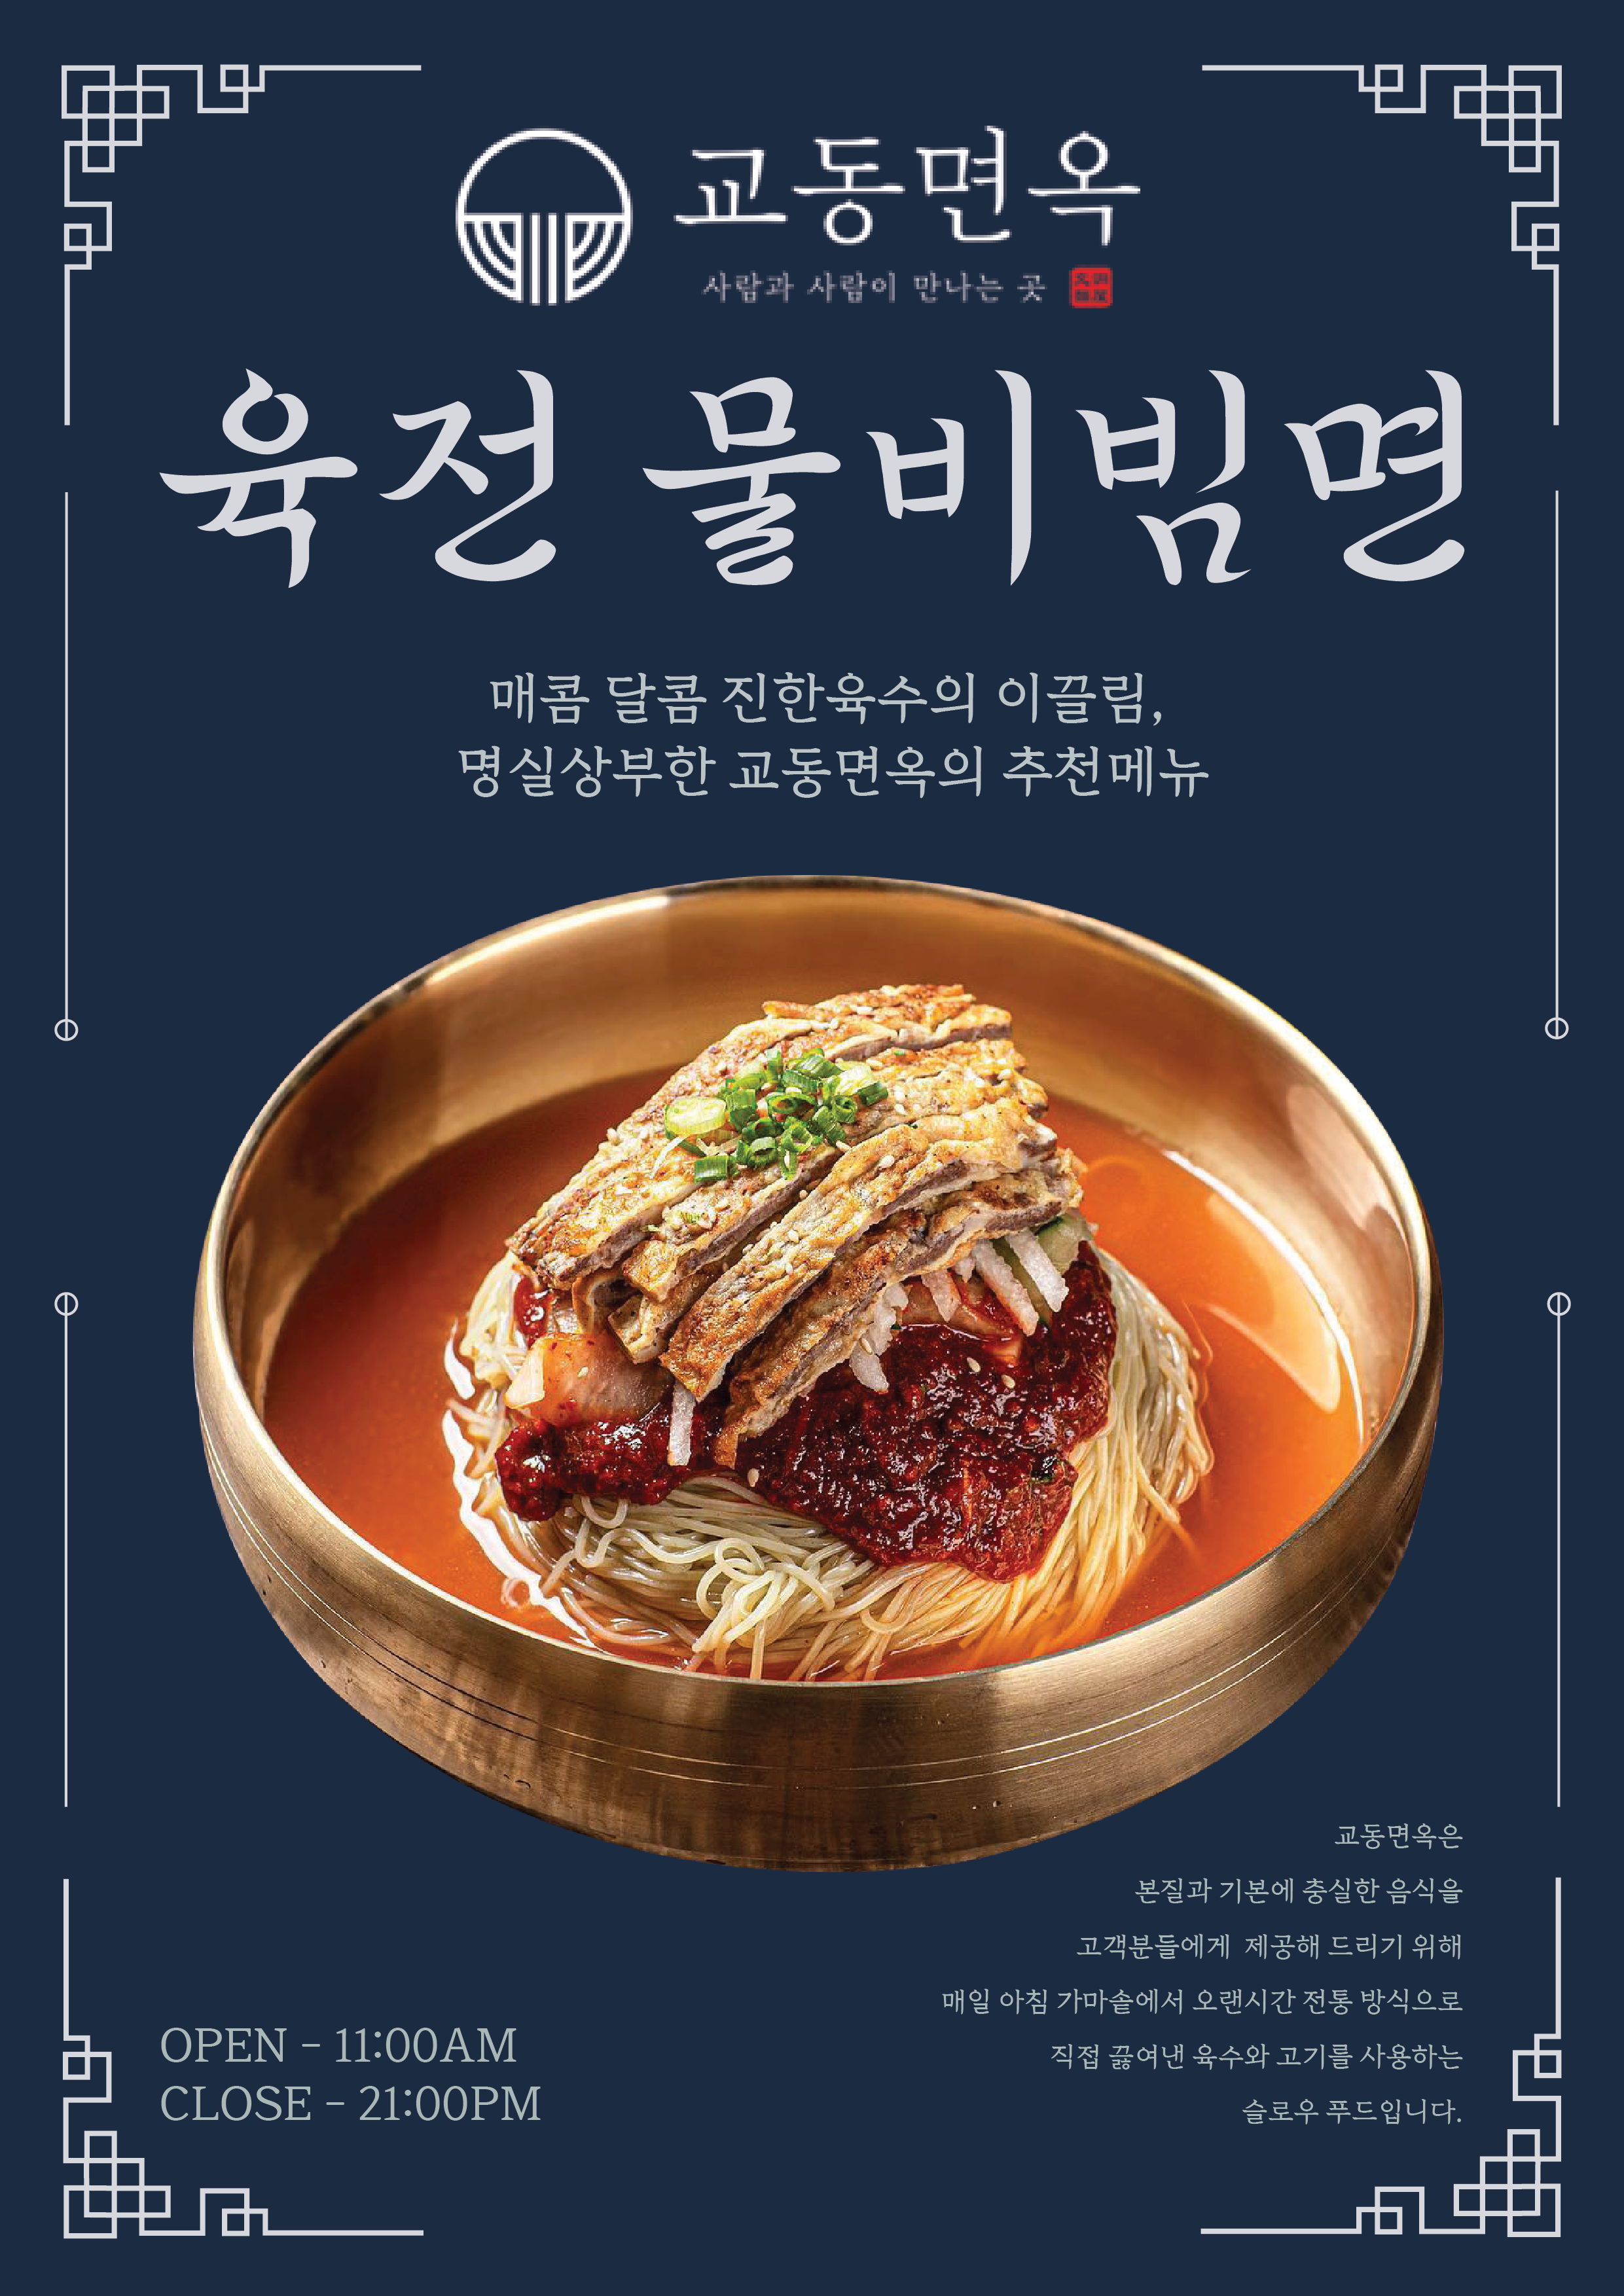 교동면옥
사람과 사람이 만나는 곳
육전 물비빔면
매콤 달콤 진한육수의 이끌림,
명실상부한 교동면옥의 추천메뉴
교동면옥은
본질과 기본에 충실한 음식을
고객분들에게 제공해 드리기 위해
매일 아침 가마솥에서 오랜시간 전통 방식으로
직접 끓여낸 육수와 고기를 사용하는
슬로우 푸드입니다.
OPEN - 11:00AM
CLOSE - 21:00PM